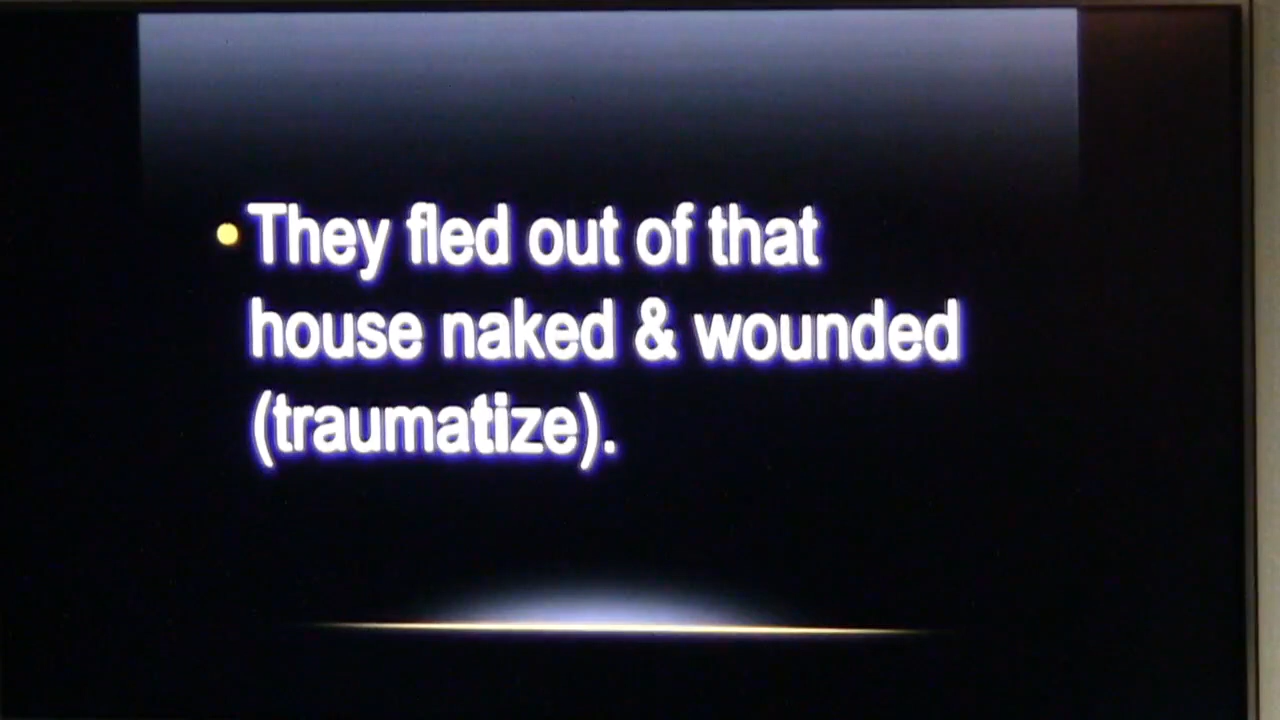 • They fled out of that
house naked & wounded
(traumatize).